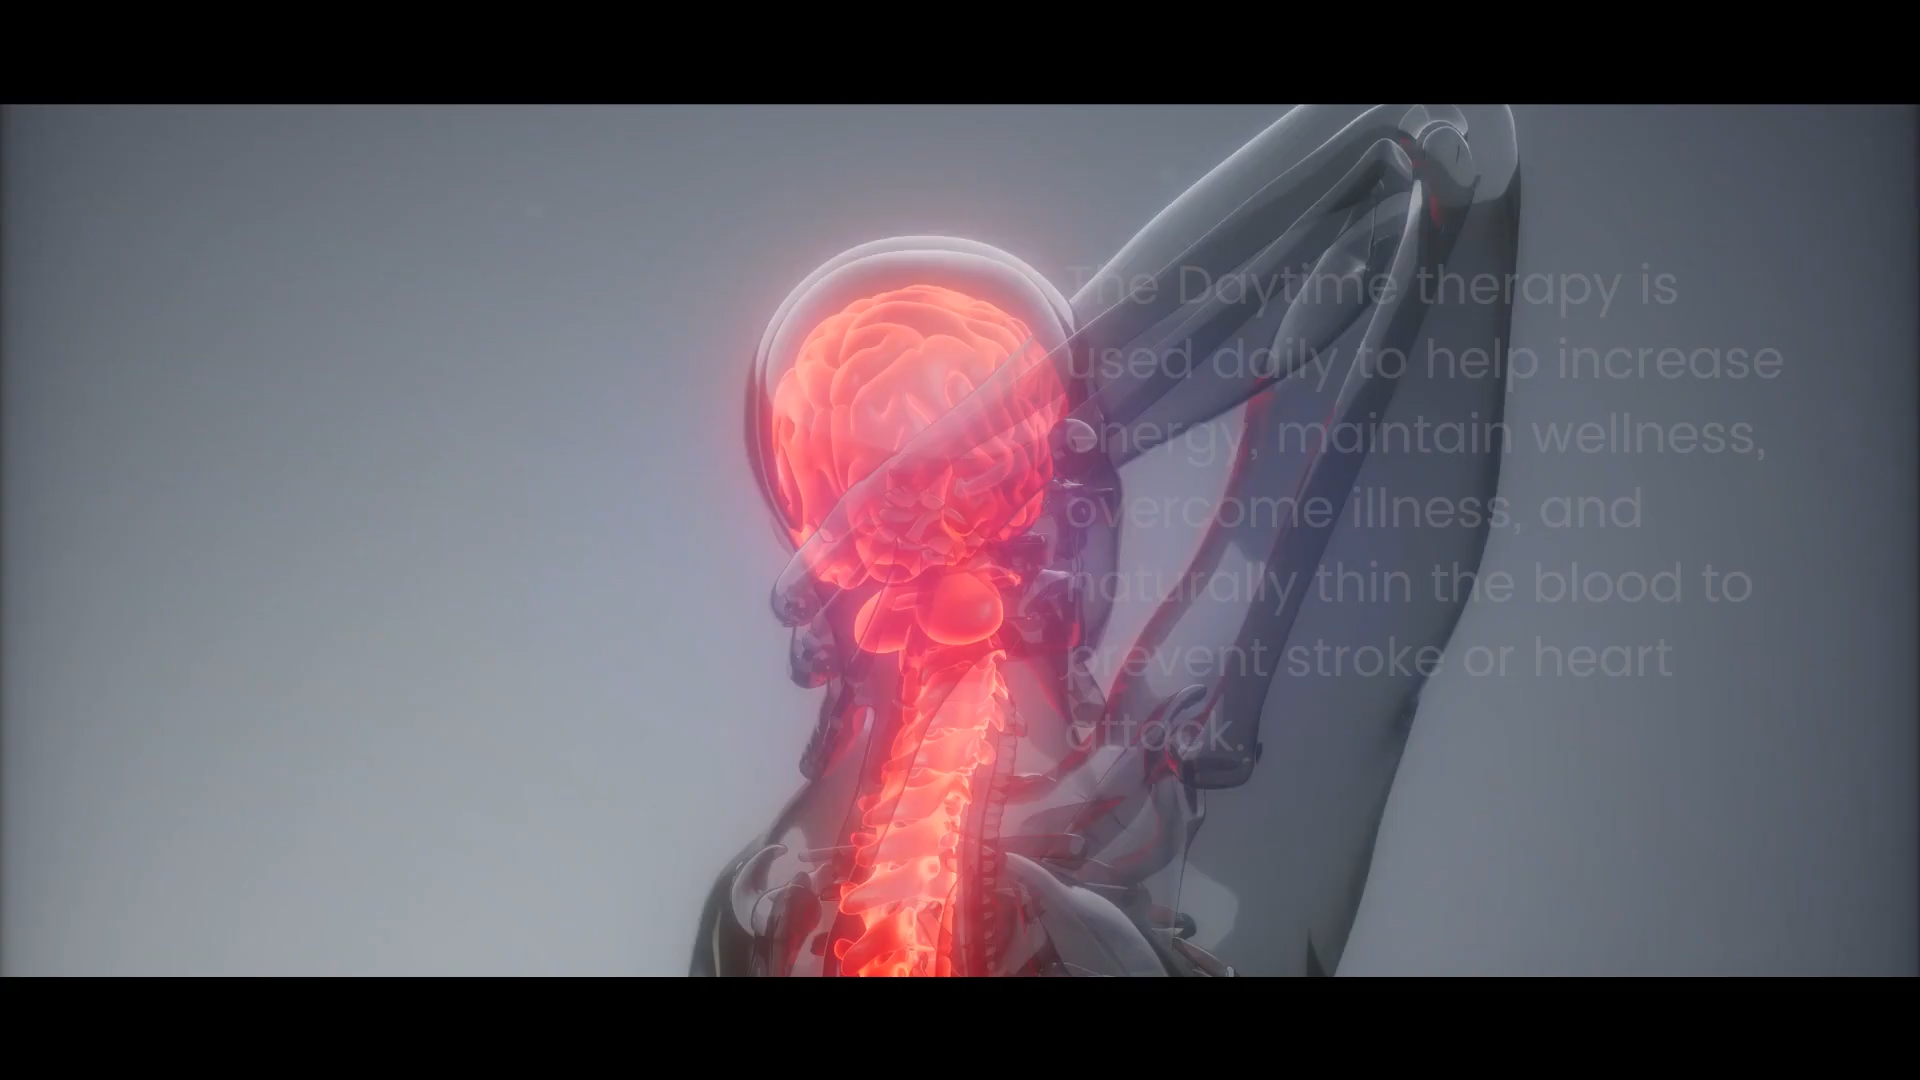 The Daytime therapy is
used daily to help increase
energy, maintain wellness,
overcome illness, and
naturally thin the blood to
prevent stroke or heart
attack.